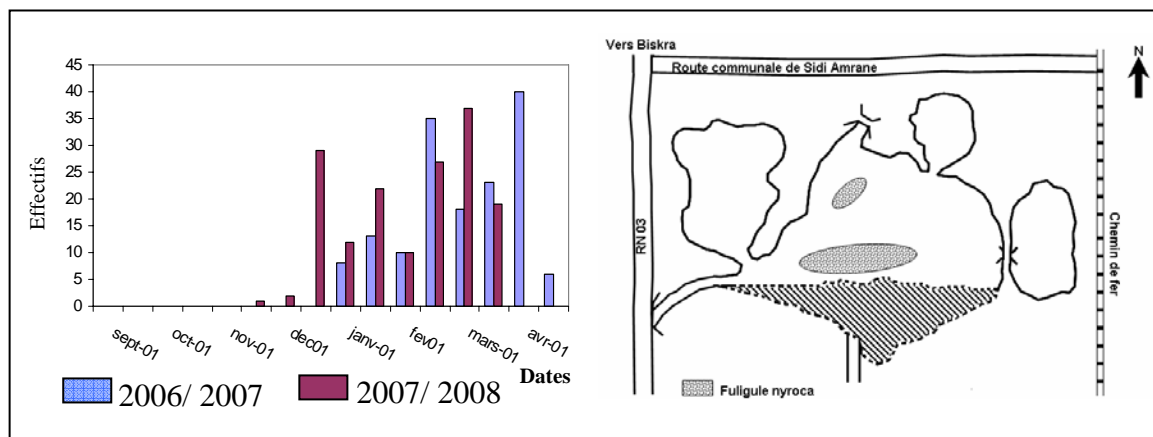 45
40
35
30
25
20
15
10
5
0
Effectifs
sept-01
oct-01
nov-01
dec01
janv-01
fev01
mars-01
avr-01
Dates
2006/ 2007
2007/ 2008
Vers Biskra
Route communale de Sidi Amrane
N
RN 03
Chemin de fer
Fuligule nyroca